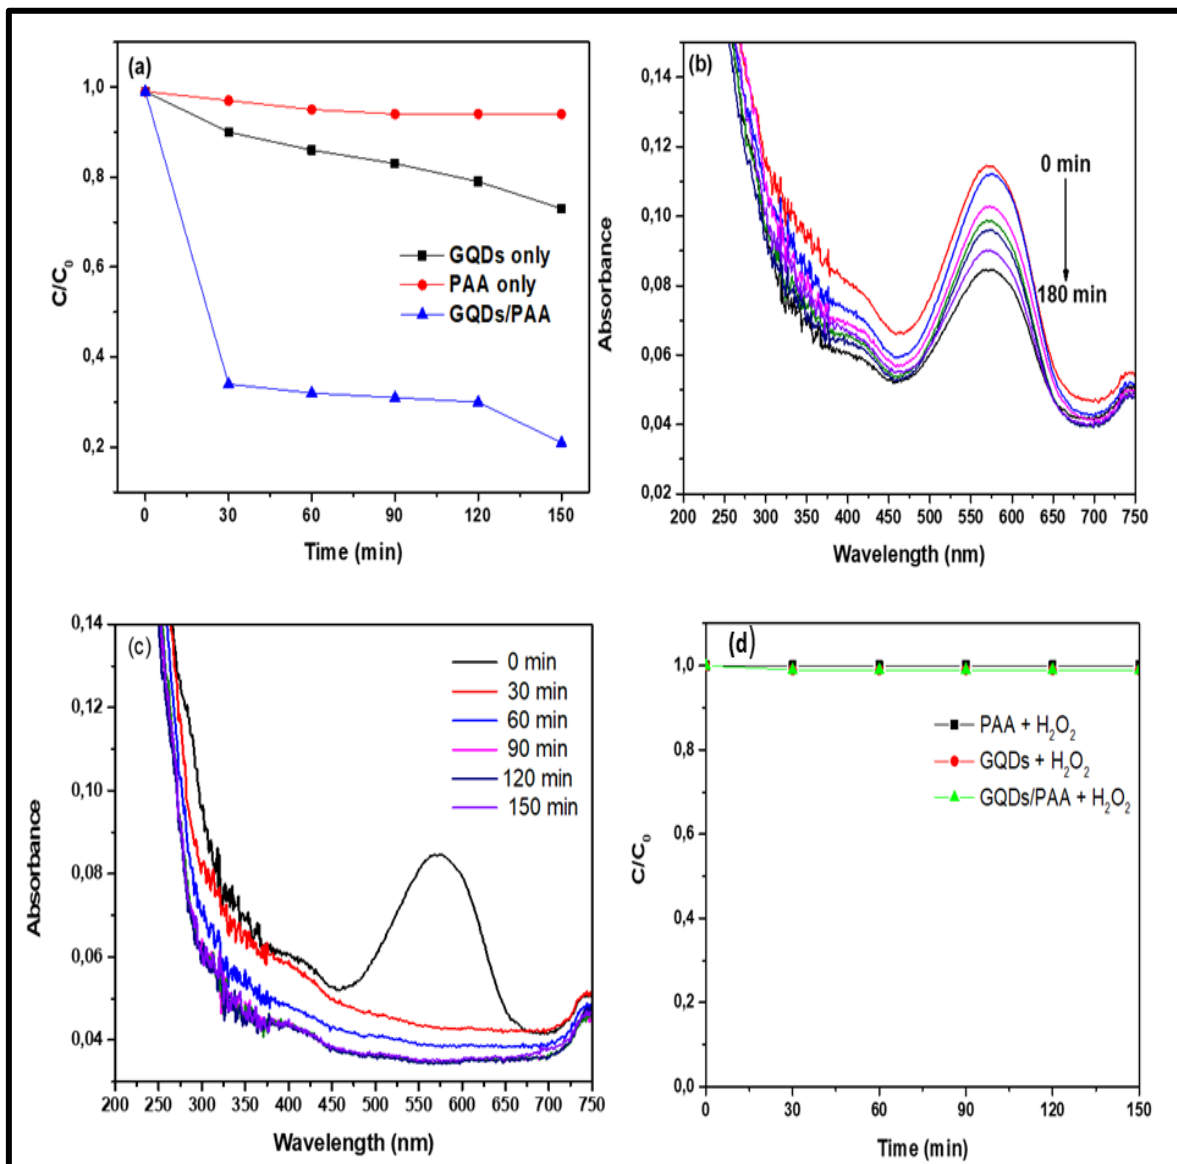 (a)
1,0
0,8
0,6
0,4
0,2
C/C₀
GQDs only
PAA only
GQDs/PAA
0 30 60 90 120 150
Time (min)
(b)
0,14
0,12
0,10
0,08
0,06
0,04
0,02
Absorbance
0 min
180 min
200 250 300 350 400 450 500 550 600 650 700 750
Wavelength (nm)
(c)
0,14
0,12
0,10
0,08
0,06
0,04
Absorbance
0 min
30 min
60 min
90 min
120 min
150 min
200 250 300 350 400 450 500 550 600 650 700 750
Wavelength (nm)
(d)
1,0
0,8
0,6
0,4
0,2
0,0
C/C₀
PAA + H₂O₂
GQDs + H₂O₂
GQDs/PAA + H₂O₂
0 30 60 90 120 150
Time (min)